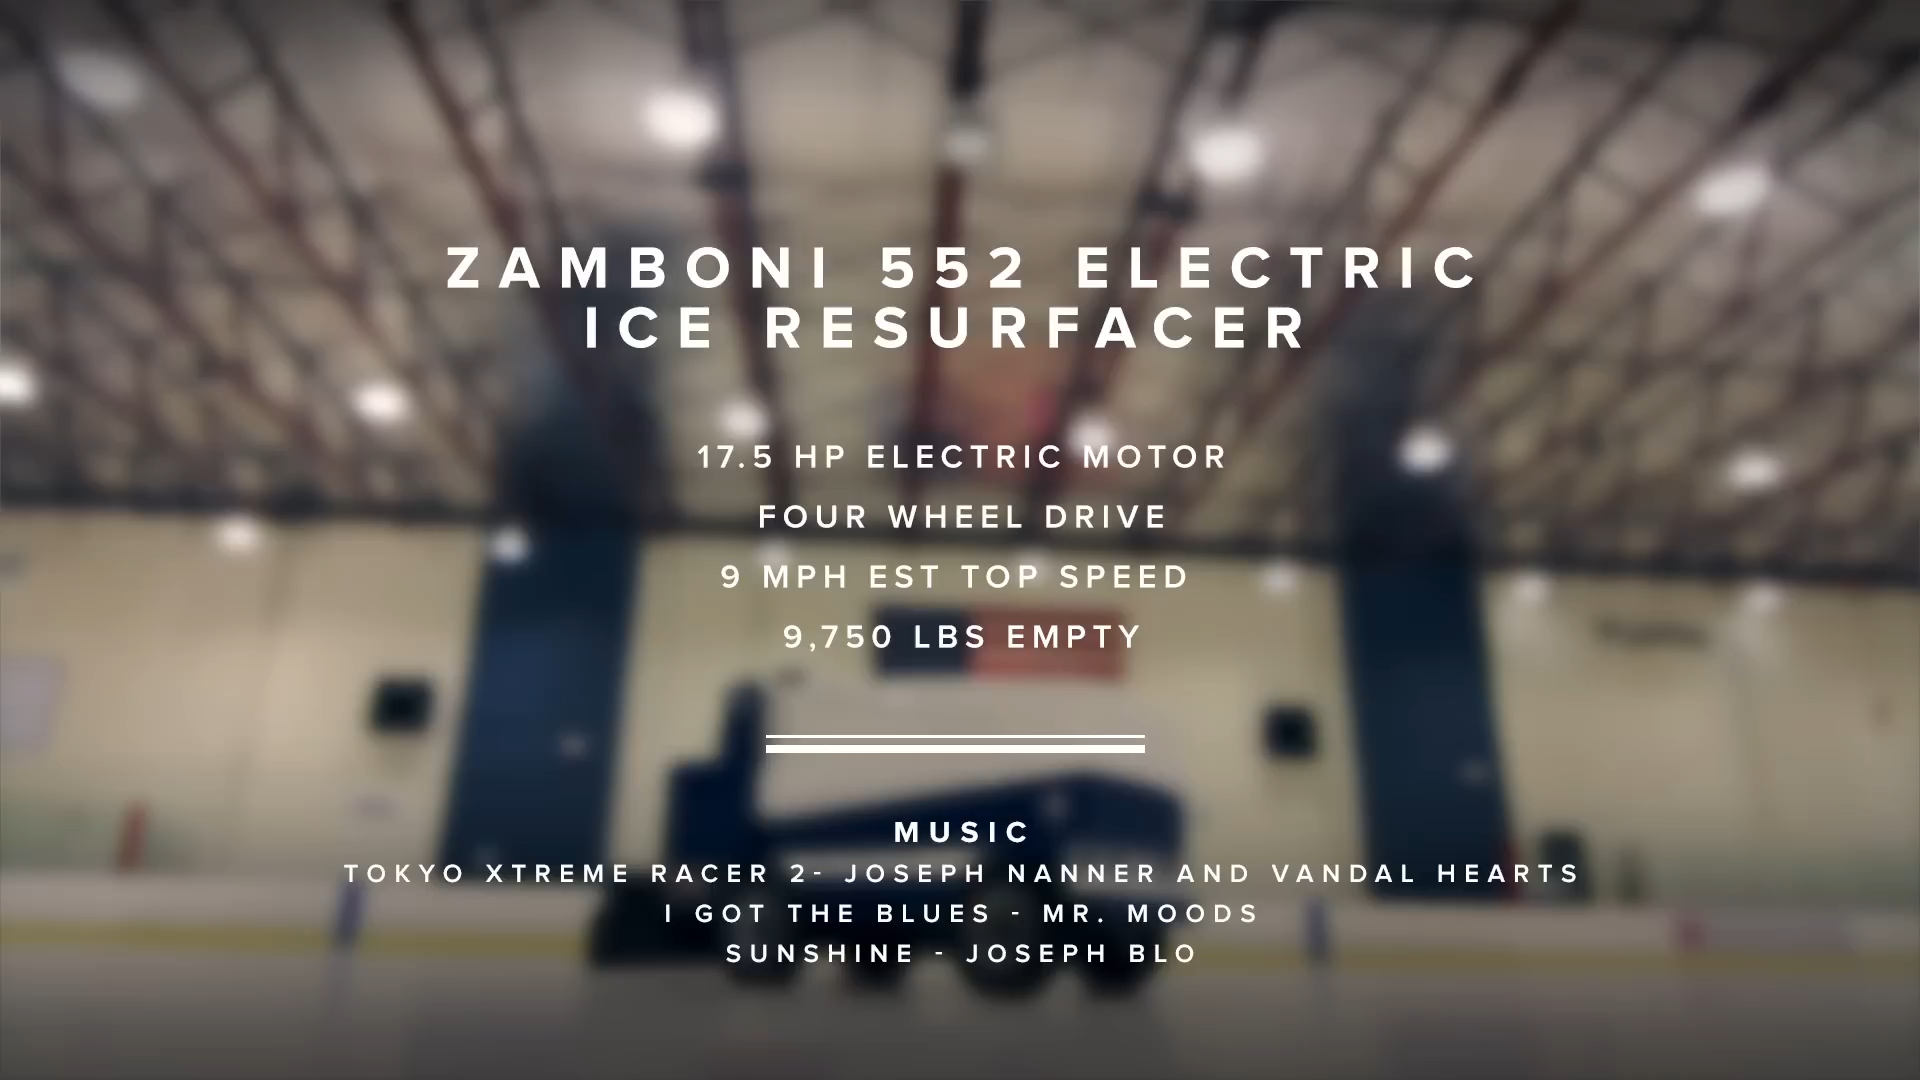 ZAMBONI 552 ELECTRIC
ICE RESURFACER
17.5 HP ELECTRIC MOTOR
FOUR WHEEL DRIVE
9 MPH EST TOP SPEED
9,750 LBS EMPTY
MUSIC
TOKYO XTREME RACER 2- JOSEPH NANNER AND VANDAL HEARTS
I GOT THE BLUES - MR. MOODS
SUNSHINE - JOSEPH BLO